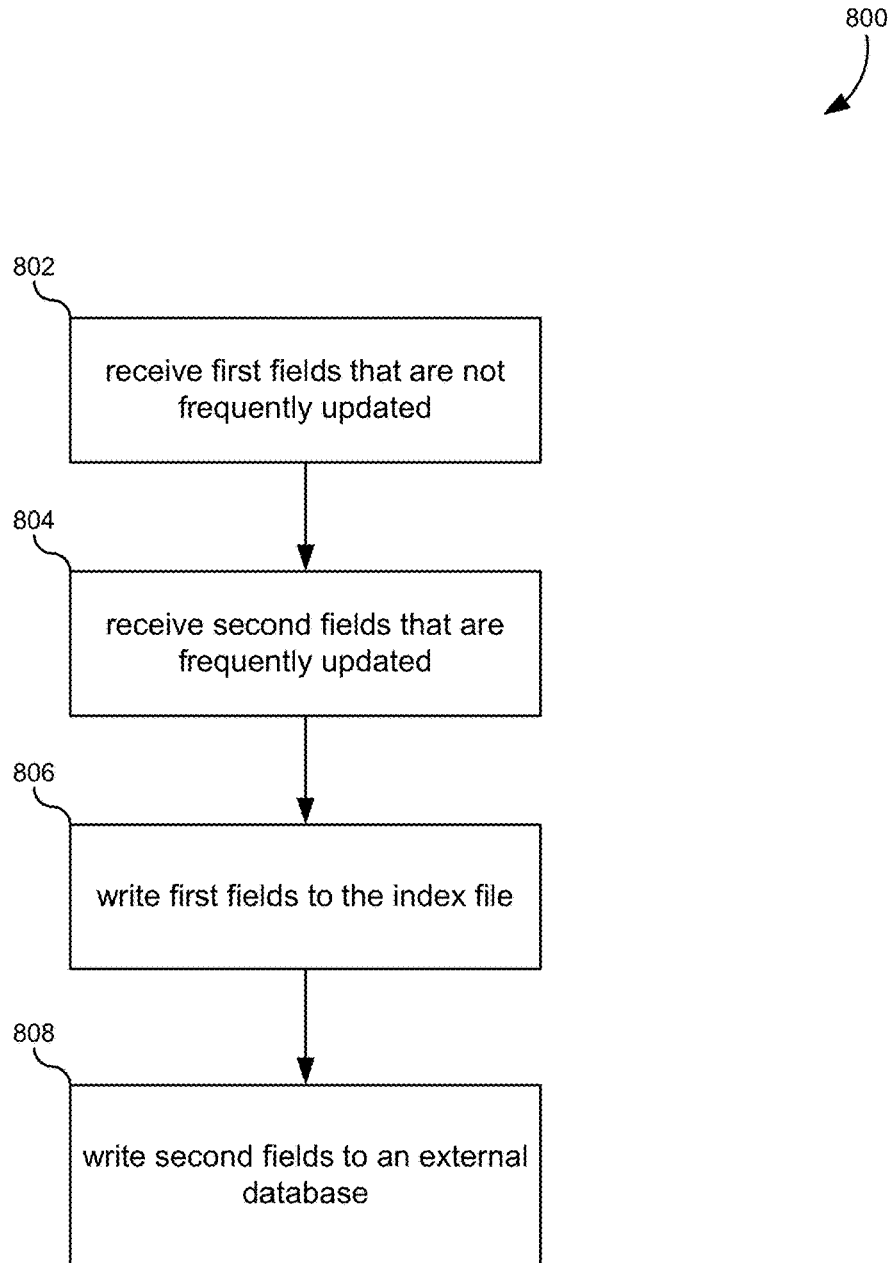 800
802
receive first fields that are not
frequently updated
804
receive second fields that are
frequently updated
806
write first fields to the index file
808
write second fields to an external
database